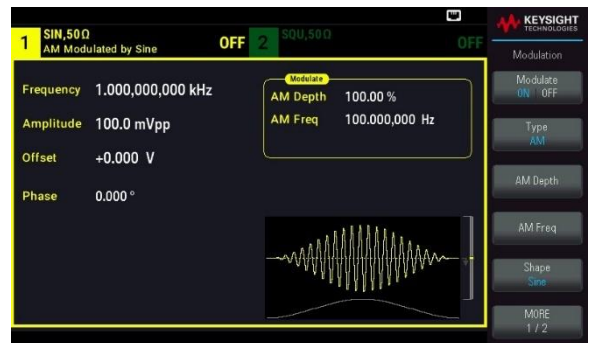 1 SIN,50Ω
AM Modulated by Sine OFF
2 SQU,50Ω OFF
KEYSIGHT
TECHNOLOGIES
Modulation
Frequency 1.000,000,000 kHz
Amplitude 100.0 mVpp
Offset +0.000 V
Phase 0.000 °
Modulate
AM Depth 100.00 %
AM Freq 100.000,000 Hz
Modulate
ON OFF
Type
AM
AM Depth
AM Freq
Shape
Sine
MORE
1 / 2